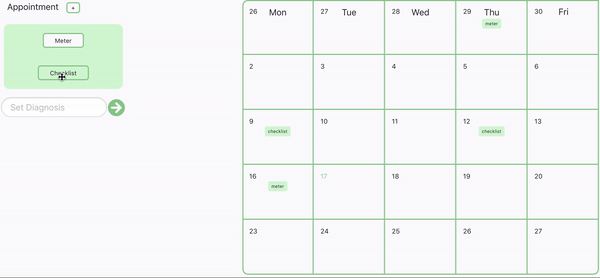 Appointment +
Meter
Checklist
Set Diagnosis
26 Mon 27 Tue 28 Wed 29 Thu 30 Fri
meter
2 3 4 5 6
9 10 11 12 13
checklist checklist
16 17 18 19 20
meter
23 24 25 26 27